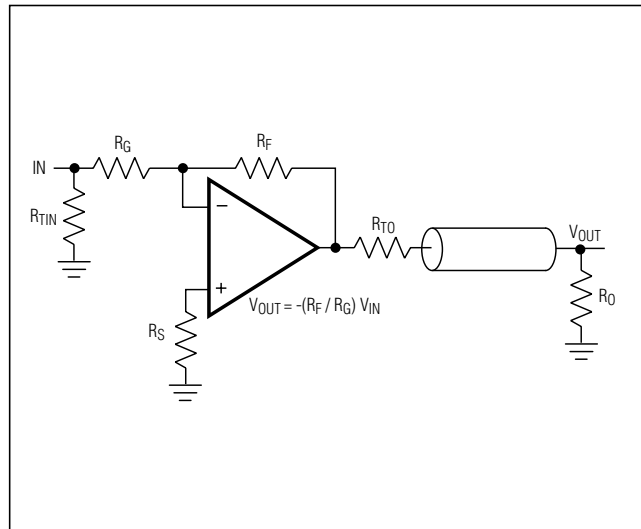 RG
RF
IN
RTIN
RTO
VOUT
−
+
RO
VOUT = -(RF / RG) VIN
RS